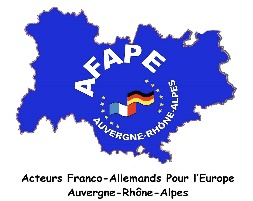 AFAPE
AUVERGNE-RHÔNE-ALPES
Acteurs Franco-Allemands Pour l'Europe
Auvergne-Rhône-Alpes